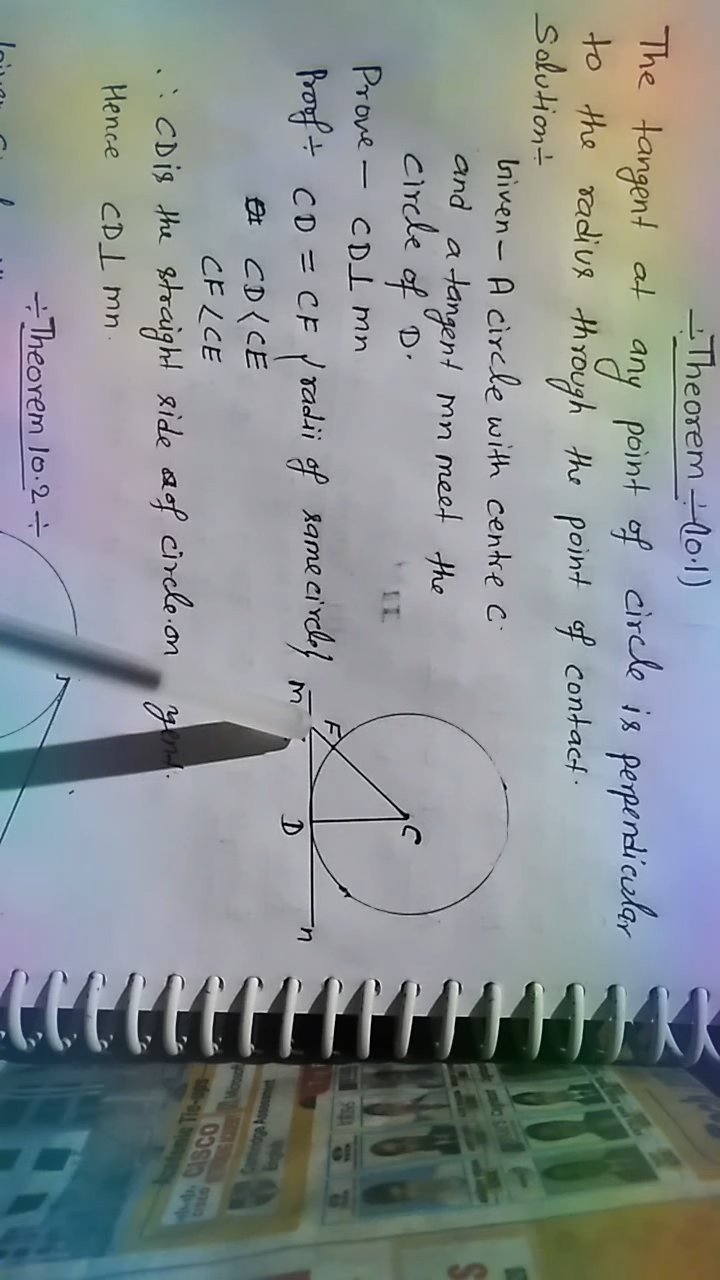 ÷ Theorem ÷ (10.1)
The tangent at any point of circle is perpendicular
to the radius through the point of contact.
Solution ÷
Given - A circle with centre C.
and a tangent mn meet the
circle of D.
Prove - CD ⊥ mn
Proof ÷ CD = CF { radii of same circle }
CD < CE
CF < CE
∴ CD is the straight side of circle on
Hence CD ⊥ mn.
÷ Theorem 10.2 ÷
C
F
m
D
n
CISCO